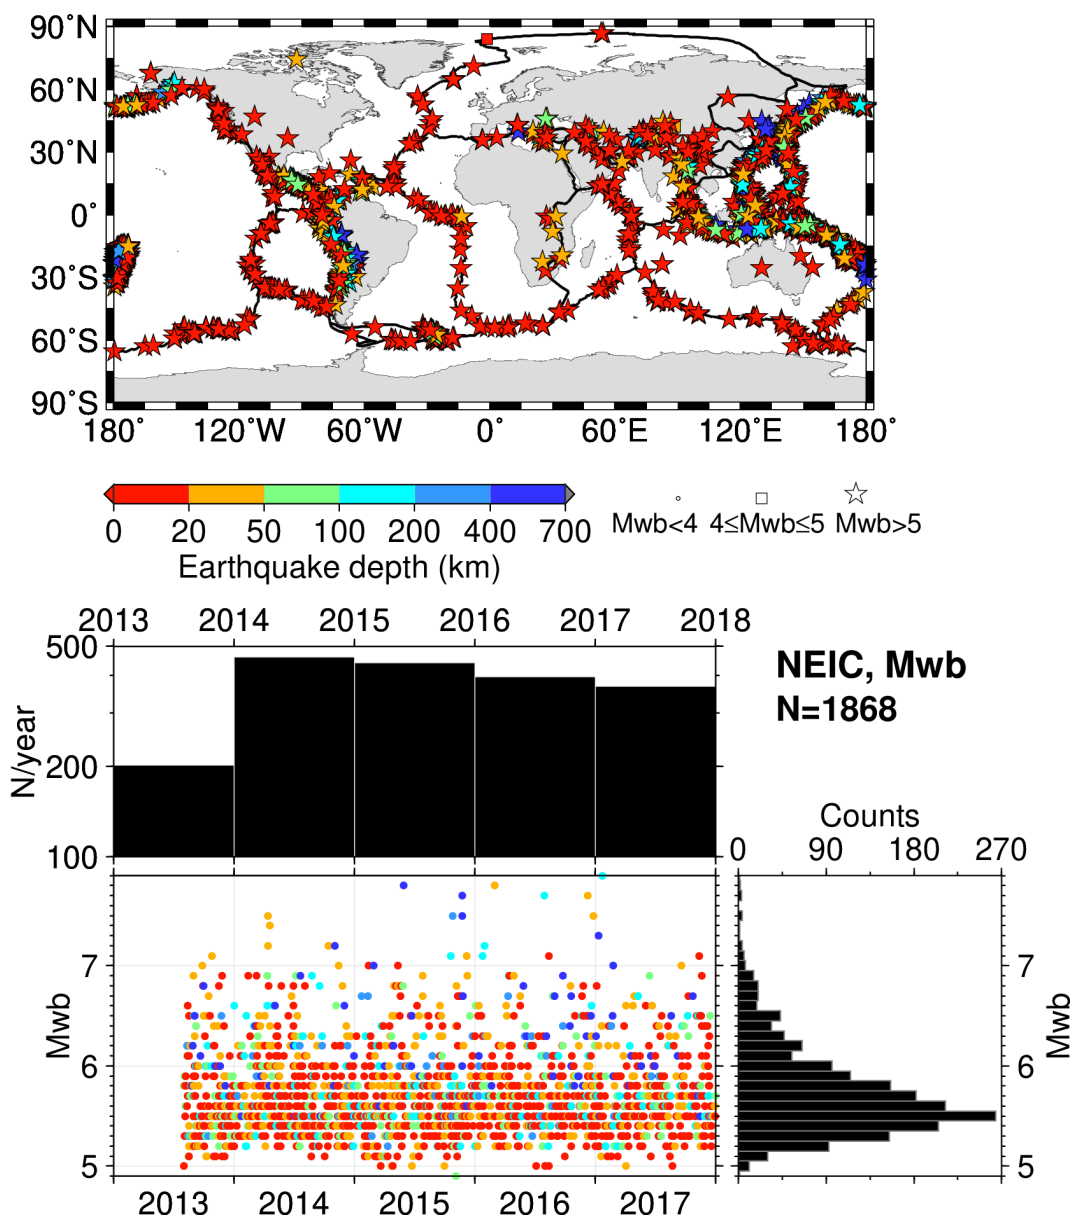 90˚N
60˚N
30˚N
0˚
30˚S
60˚S
90˚S
180˚ 120˚W 60˚W 0˚ 60˚E 120˚E 180˚
0 20 50 100 200 400 700
Earthquake depth (km)
Mwb<4 4≤Mwb≤5 Mwb>5
2013 2014 2015 2016 2017 2018
500
200
100
N/year
NEIC, Mwb
N=1868
Counts
0 90 180 270
7
6
5
Mwb
2013 2014 2015 2016 2017
7
6
5
Mwb